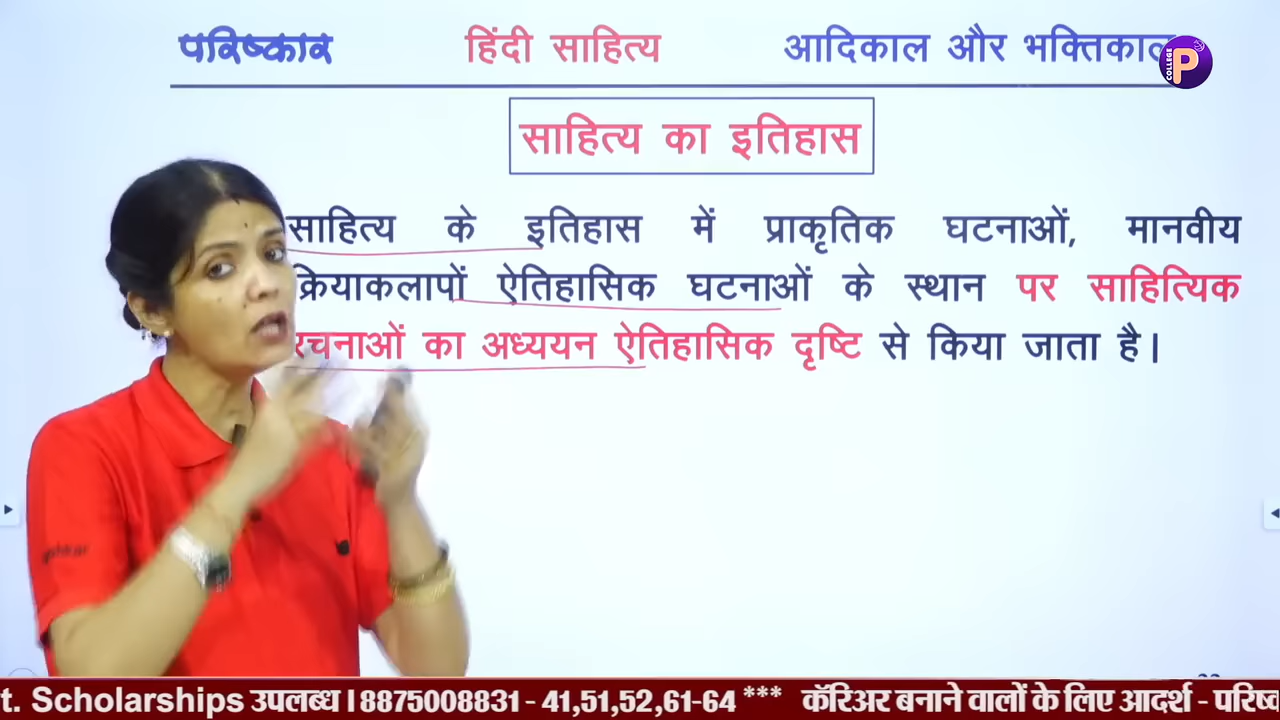 परिष्कार हिंदी साहित्य आदिकाल और भक्तिकाल
COLLEGE P
साहित्य का इतिहास
साहित्य के इतिहास में प्राकृतिक घटनाओं, मानवीय
क्रियाकलापों ऐतिहासिक घटनाओं के स्थान पर साहित्यिक
रचनाओं का अध्ययन ऐतिहासिक दृष्टि से किया जाता है।
t. Scholarships उपलब्ध । 8875008831 - 41,51,52,61-64 *** कॅरिअर बनाने वालों के लिए आदर्श - परिष्क